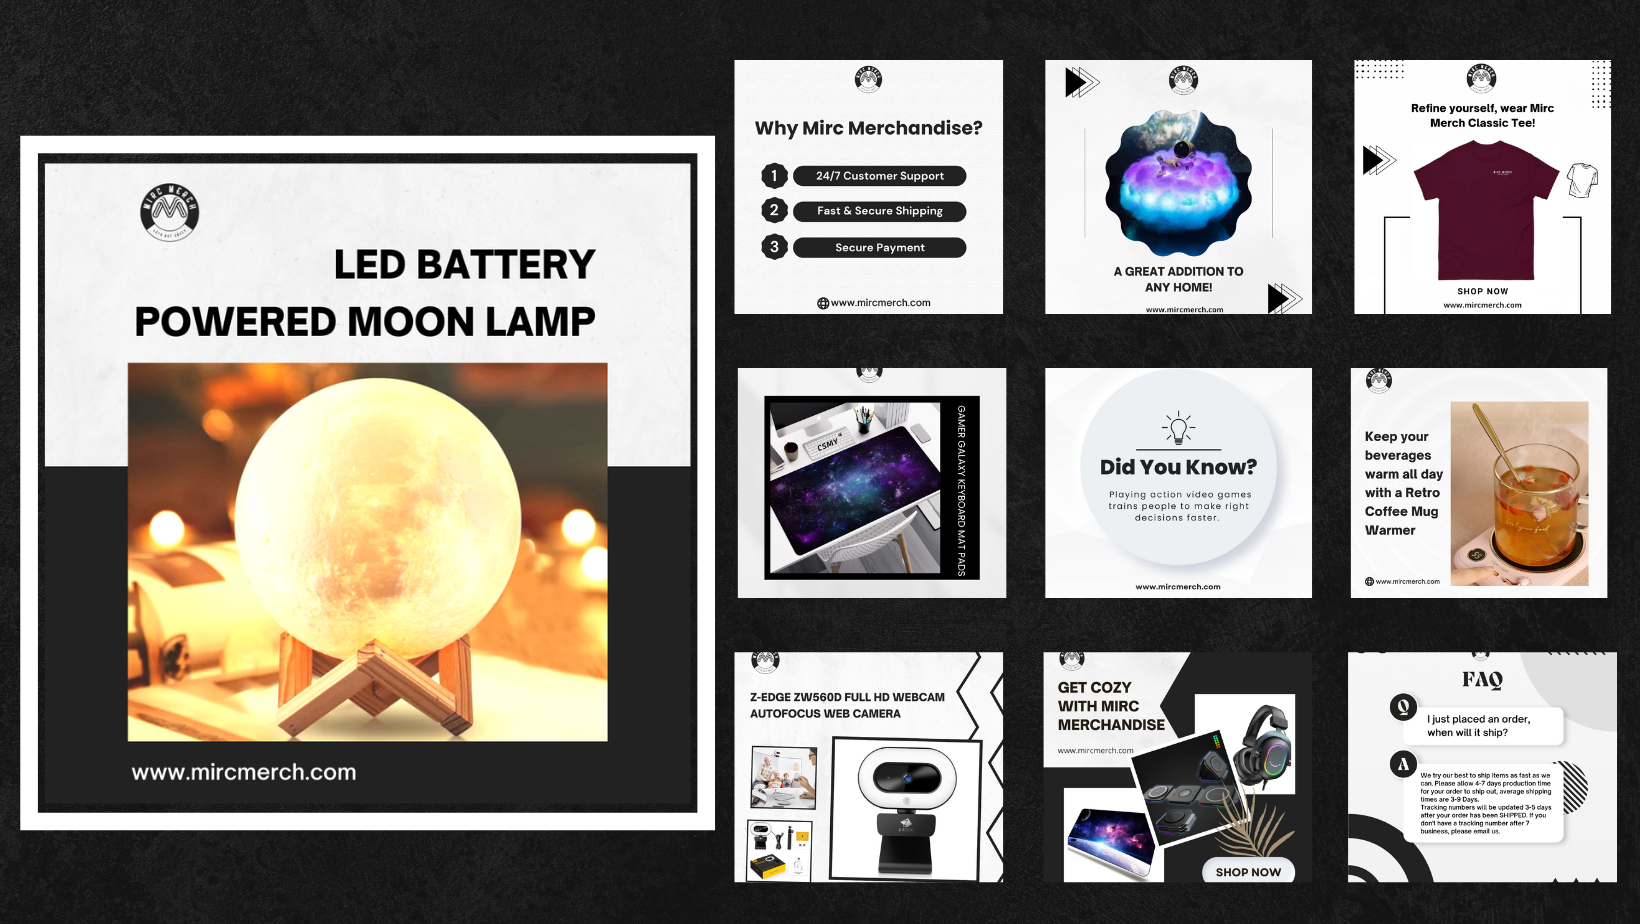 MIRC MERCH
LED BATTERY
POWERED MOON LAMP
www.mircmerch.com
MIRC MERCH
Why Mirc Merchandise?
1 24/7 Customer Support
2 Fast & Secure Shipping
3 Secure Payment
www.mircmerch.com
MIRC MERCH
A GREAT ADDITION TO
ANY HOME!
www.mircmerch.com
MIRC MERCH
Refine yourself, wear Mirc
Merch Classic Tee!
SHOP NOW
www.mircmerch.com
CSMY
GAMER GALAXY KEYBOARD MAT PADS
Did You Know?
Playing action video games
trains people to make right
decisions faster.
www.mircmerch.com
Keep your
beverages
warm all day
with a Retro
Coffee Mug
Warmer
www.mircmerch.com
Z-EDGE ZW560D FULL HD WEBCAM
AUTOFOCUS WEB CAMERA
GET COZY
WITH MIRC
MERCHANDISE
www.mircmerch.com
SHOP NOW
FAQ
Q
I just placed an order,
when will it ship?
A
We try our best to ship items as fast as we
can. Please allow 4-7 days production time
for your order to ship out, average shipping
times are 3-9 Days.
Tracking numbers will be updated 3-5 days
after your order has been SHIPPED. If you
don't have a tracking number after 7
business, please email us.